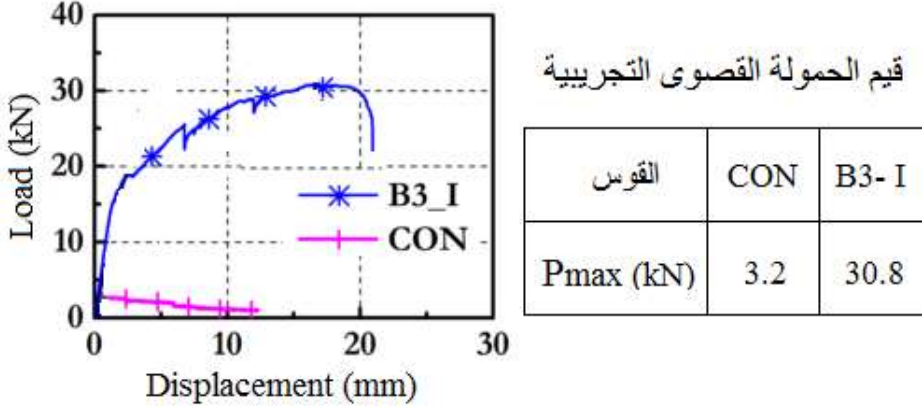 40
30
20
10
0
0
10
20
30
Load (kN)
Displacement (mm)
B3_I
CON
قيم الحمولة القصوى التجريبية
القوس CON B3- I
Pmax (kN) 3.2 30.8